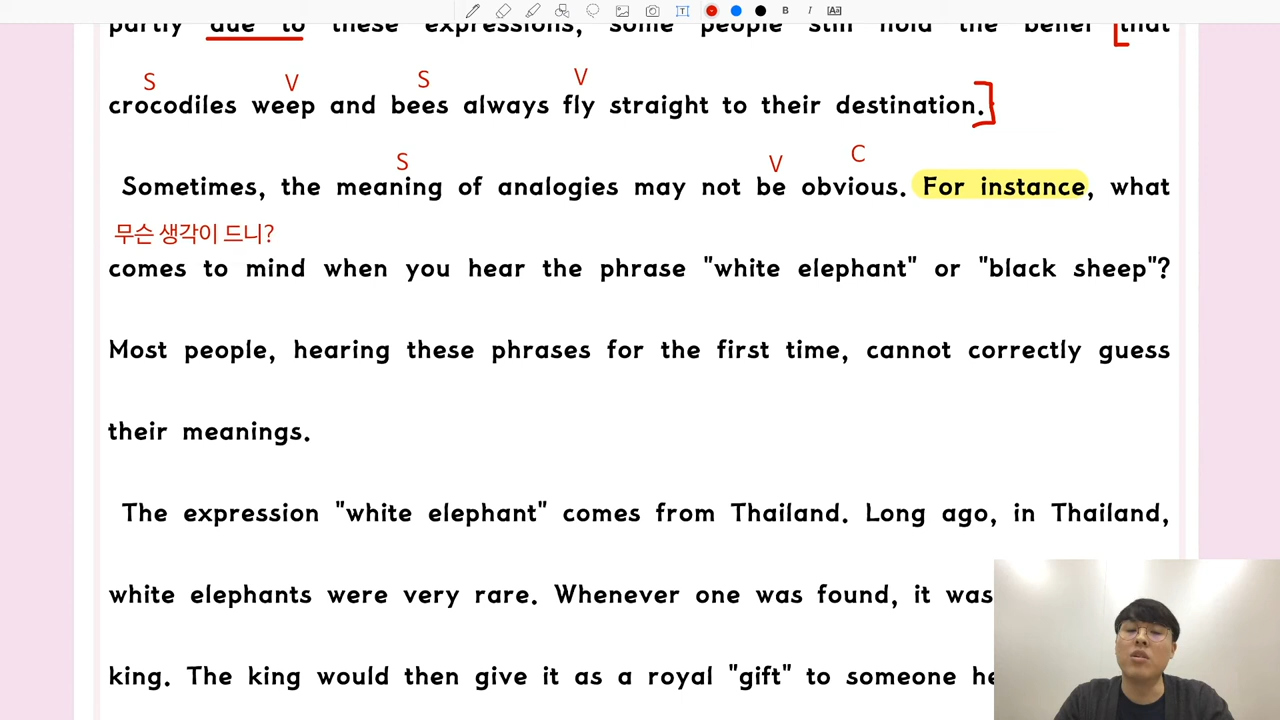 partly due to these expressions, some people still hold the belief [that
S V S V
crocodiles weep and bees always fly straight to their destination.]
S V C
Sometimes, the meaning of analogies may not be obvious. For instance, what
무슨 생각이 드니?
comes to mind when you hear the phrase "white elephant" or "black sheep"?
Most people, hearing these phrases for the first time, cannot correctly guess
their meanings.
The expression "white elephant" comes from Thailand. Long ago, in Thailand,
white elephants were very rare. Whenever one was found, it was
king. The king would then give it as a royal "gift" to someone